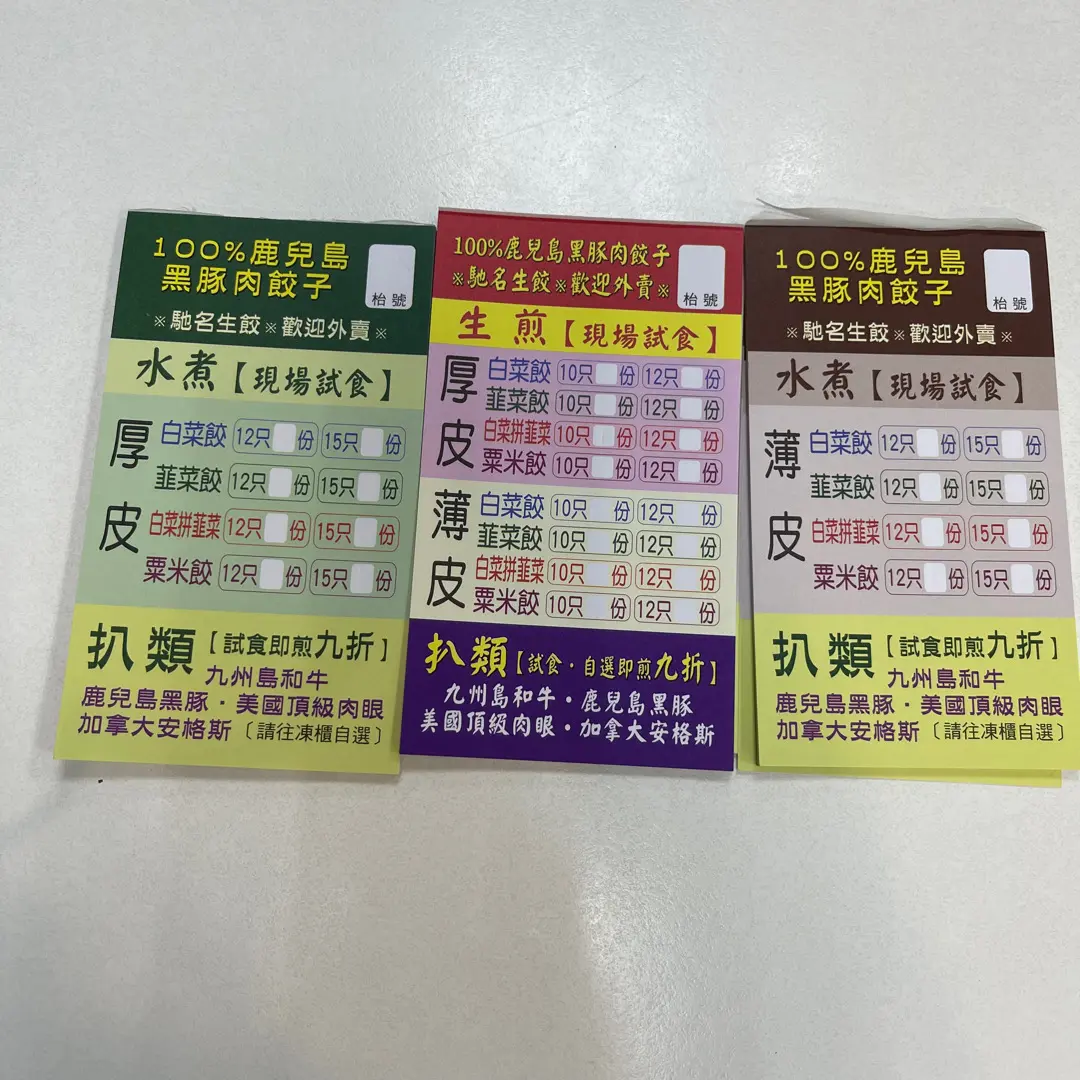 100%鹿兒島
黑豚肉餃子
枱號
※馳名生餃※歡迎外賣※
水煮【現場試食】
厚皮
白菜餃 12只 份 15只 份
韮菜餃 12只 份 15只 份
白菜拼韮菜 12只 份 15只 份
粟米餃 12只 份 15只 份
扒類【試食即煎九折】
九州島和牛
鹿兒島黑豚・美國頂級肉眼
加拿大安格斯〔請往凍櫃自選〕
100%鹿兒島黑豚肉餃子
※馳名生餃※歡迎外賣※
枱號
生煎【現場試食】
厚皮
白菜餃 10只 份 12只 份
韮菜餃 10只 份 12只 份
白菜拼韮菜 10只 份 12只 份
粟米餃 10只 份 12只 份
薄皮
白菜餃 10只 份 12只 份
韮菜餃 10只 份 12只 份
白菜拼韮菜 10只 份 12只 份
粟米餃 10只 份 12只 份
扒類【試食・自選即煎九折】
九州島和牛・鹿兒島黑豚
美國頂級肉眼・加拿大安格斯
100%鹿兒島
黑豚肉餃子
枱號
※馳名生餃※歡迎外賣※
水煮【現場試食】
薄皮
白菜餃 12只 份 15只 份
韮菜餃 12只 份 15只 份
白菜拼韮菜 12只 份 15只 份
粟米餃 12只 份 15只 份
扒類【試食即煎九折】
九州島和牛
鹿兒島黑豚・美國頂級肉眼
加拿大安格斯〔請往凍櫃自選〕